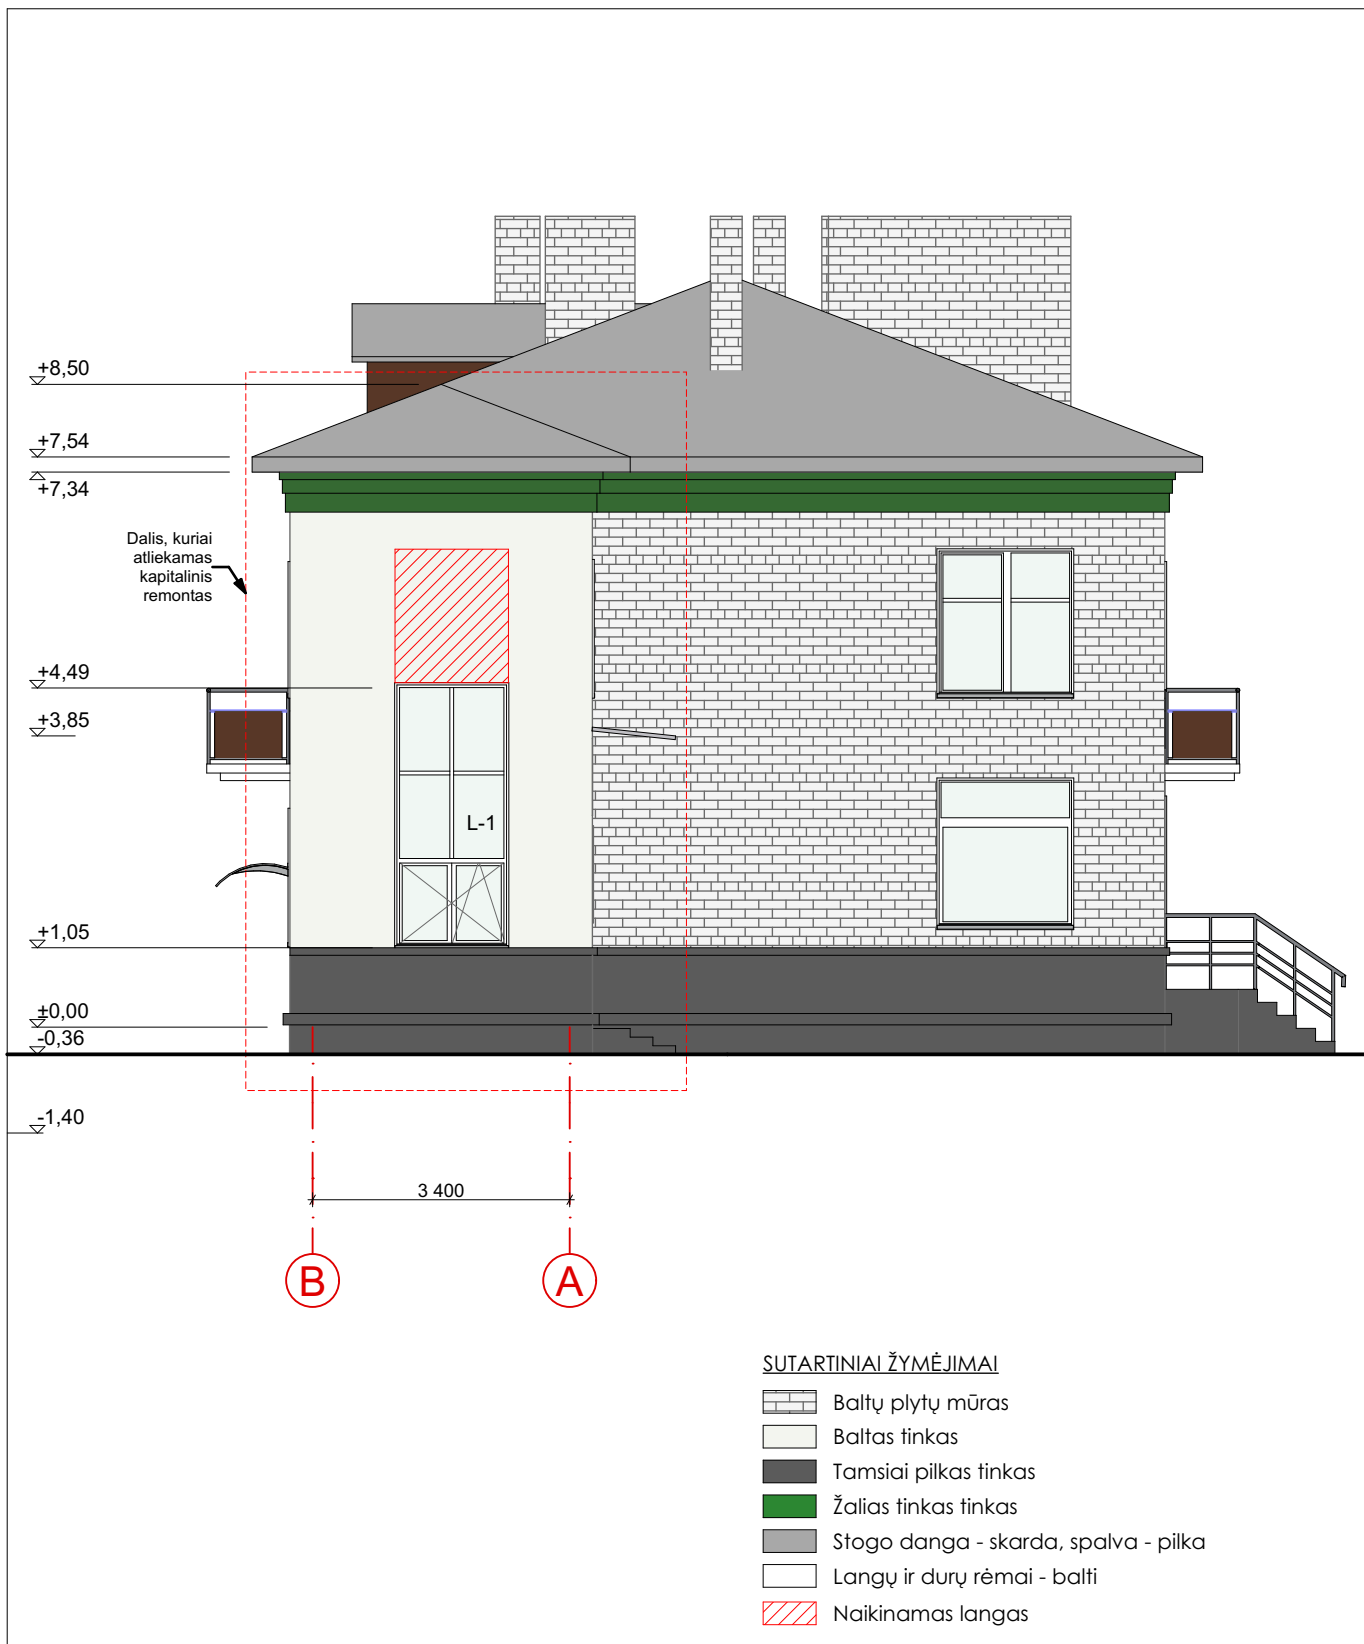 +8,50
+7,54
+7,34
Dalis, kuriai
atliekamas
kapitalinis
remontas
+4,49
+3,85
L-1
+1,05
±0,00
-0,36
-1,40
3 400
B
A
SUTARTINIAI ŽYMĖJIMAI
Baltų plytų mūras
Baltas tinkas
Tamsiai pilkas tinkas
Žalias tinkas tinkas
Stogo danga - skarda, spalva - pilka
Langų ir durų rėmai - balti
Naikinamas langas